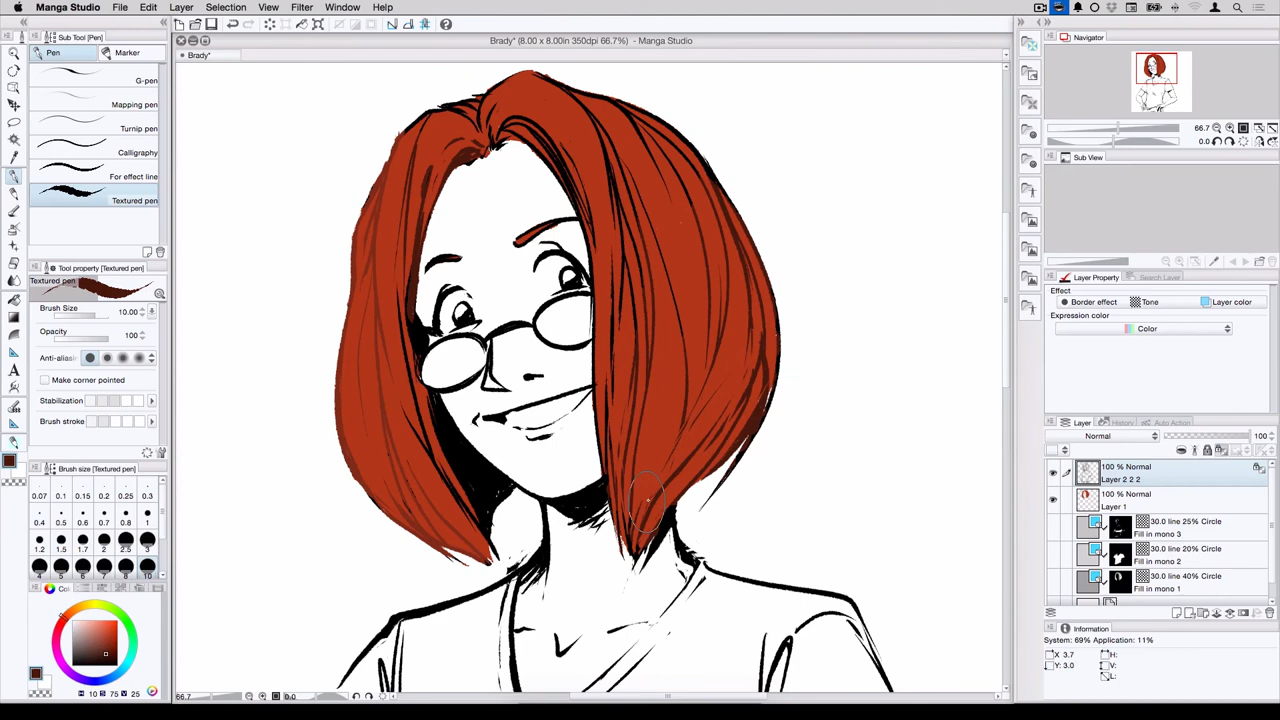 Manga Studio File Edit Layer Selection View Filter Window Help
Brady* (8.00 x 8.00in 350dpi 66.7%) - Manga Studio
Brady*
Sub Tool [Pen]
Pen Marker
G-pen
Mapping pen
Turnip pen
Calligraphy
For effect line
Textured pen
Tool property [Textured pen]
Textured pen
Brush Size 10.00
Opacity 100
Anti-aliasi
Make corner pointed
Stabilization
Brush stroke
Brush size [Textured pen]
0.07 0.1 0.15 0.2 0.25 0.3
0.4 0.5 0.6 0.7 0.8 1
1.2 1.5 1.7 2 2.5 3
4 5 6 7 8 10
H 10 S 75 V 25
66.7 0.0
Navigator
66.7
0.0
Sub View
Layer Property Search Layer
Effect
Border effect Tone Layer color
Expression color
Color
Layer History Auto Action
Normal 100
100 % Normal
Layer 2 2 2
100 % Normal
Layer 1
30.0 line 25% Circle
Fill in mono 3
30.0 line 20% Circle
Fill in mono 2
30.0 line 40% Circle
Fill in mono 1
Information
System: 69% Application: 11%
X 3.7 H:
Y: 3.0 V:
L: